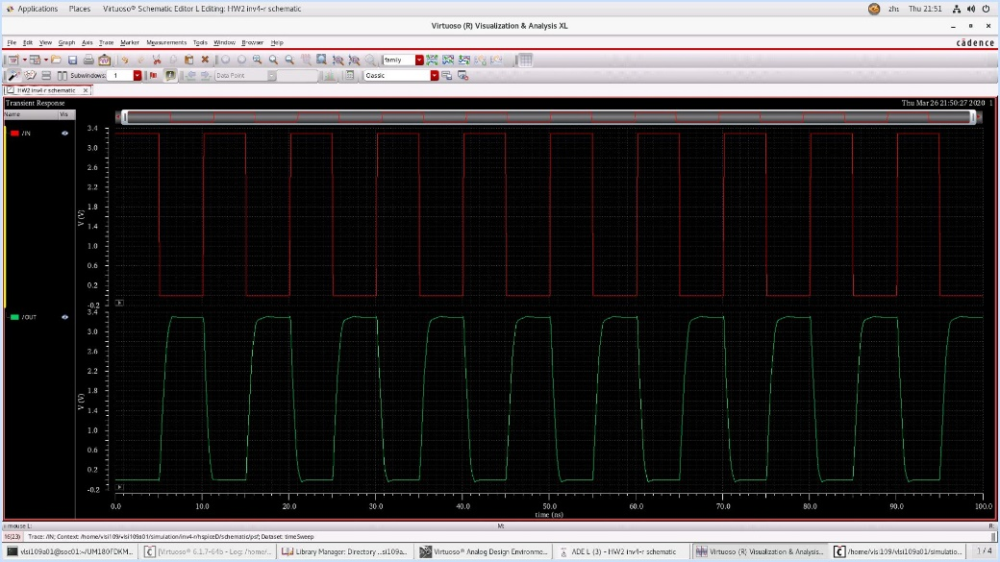 Applications Places Virtuoso® Schematic Editor L Editing: HW2 inv4-r schematic zh: Thu 21:51
Virtuoso (R) Visualization & Analysis XL
File Edit View Graph Axis Trace Marker Measurements Tools Window Browser Help cādence
family
Subwindows: 1 Data Point Classic
HW2 inv4-r schematic
Transient Response Thu Mar 26 21:50:27 2020 1
Name Vis
/IN
3.4
3.0
2.6
2.2
1.8
1.4
1.0
0.6
0.2
-0.2
V (V)
/OUT
3.4
3.0
2.6
2.2
1.8
1.4
1.0
0.6
0.2
-0.2
V (V)
0.0 10.0 20.0 30.0 40.0 50.0 60.0 70.0 80.0 90.0 100.0
time (ns)
mouse L: M: R:
16(23) Trace: /IN; Context: /home/vlsi109/vlsi109a01/simulation/inv4-r/hspiceD/schematic/psf; Dataset: timeSweep
vlsi109a01@soc01:~/UM180FDKM... [Virtuoso® 6.1.7-64b - Log: /home/... Library Manager: Directory ...si109a... Virtuoso® Analog Design Environme... ADE L (3) - HW2 inv4-r schematic Virtuoso (R) Visualization & Analysis... /home/vlsi109/vlsi109a01/simulatio... 1 / 4